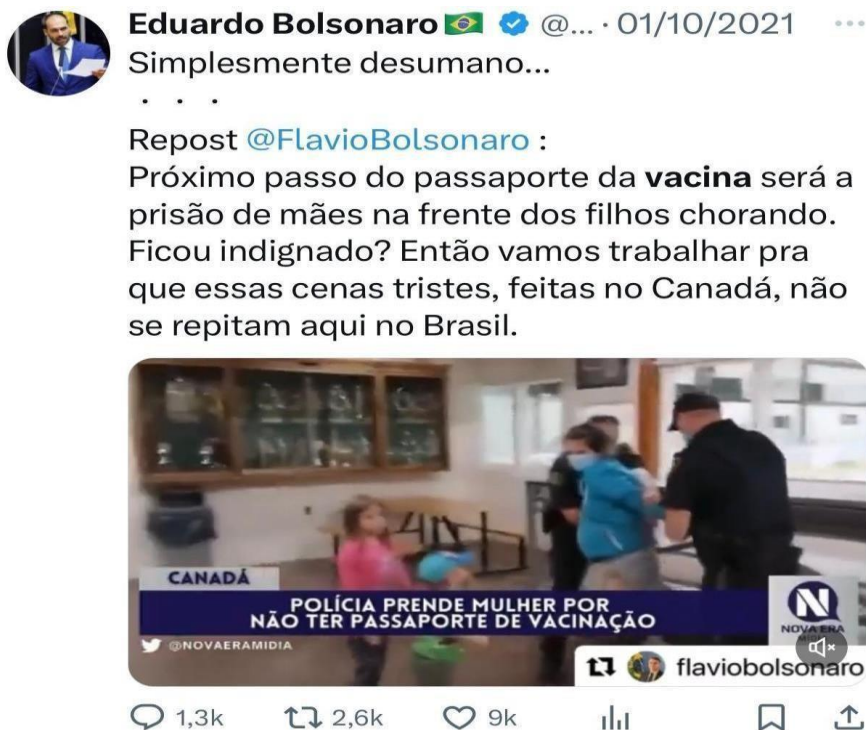 Eduardo Bolsonaro @... · 01/10/2021
Simplesmente desumano...
. . .
Repost @FlavioBolsonaro :
Próximo passo do passaporte da vacina será a
prisão de mães na frente dos filhos chorando.
Ficou indignado? Então vamos trabalhar pra
que essas cenas tristes, feitas no Canadá, não
se repitam aqui no Brasil.
CANADÁ
POLÍCIA PRENDE MULHER POR
NÃO TER PASSAPORTE DE VACINAÇÃO
N
NOVA ERA
@NOVAERAMIDIA
flaviobolsonaro
1,3k 2,6k 9k